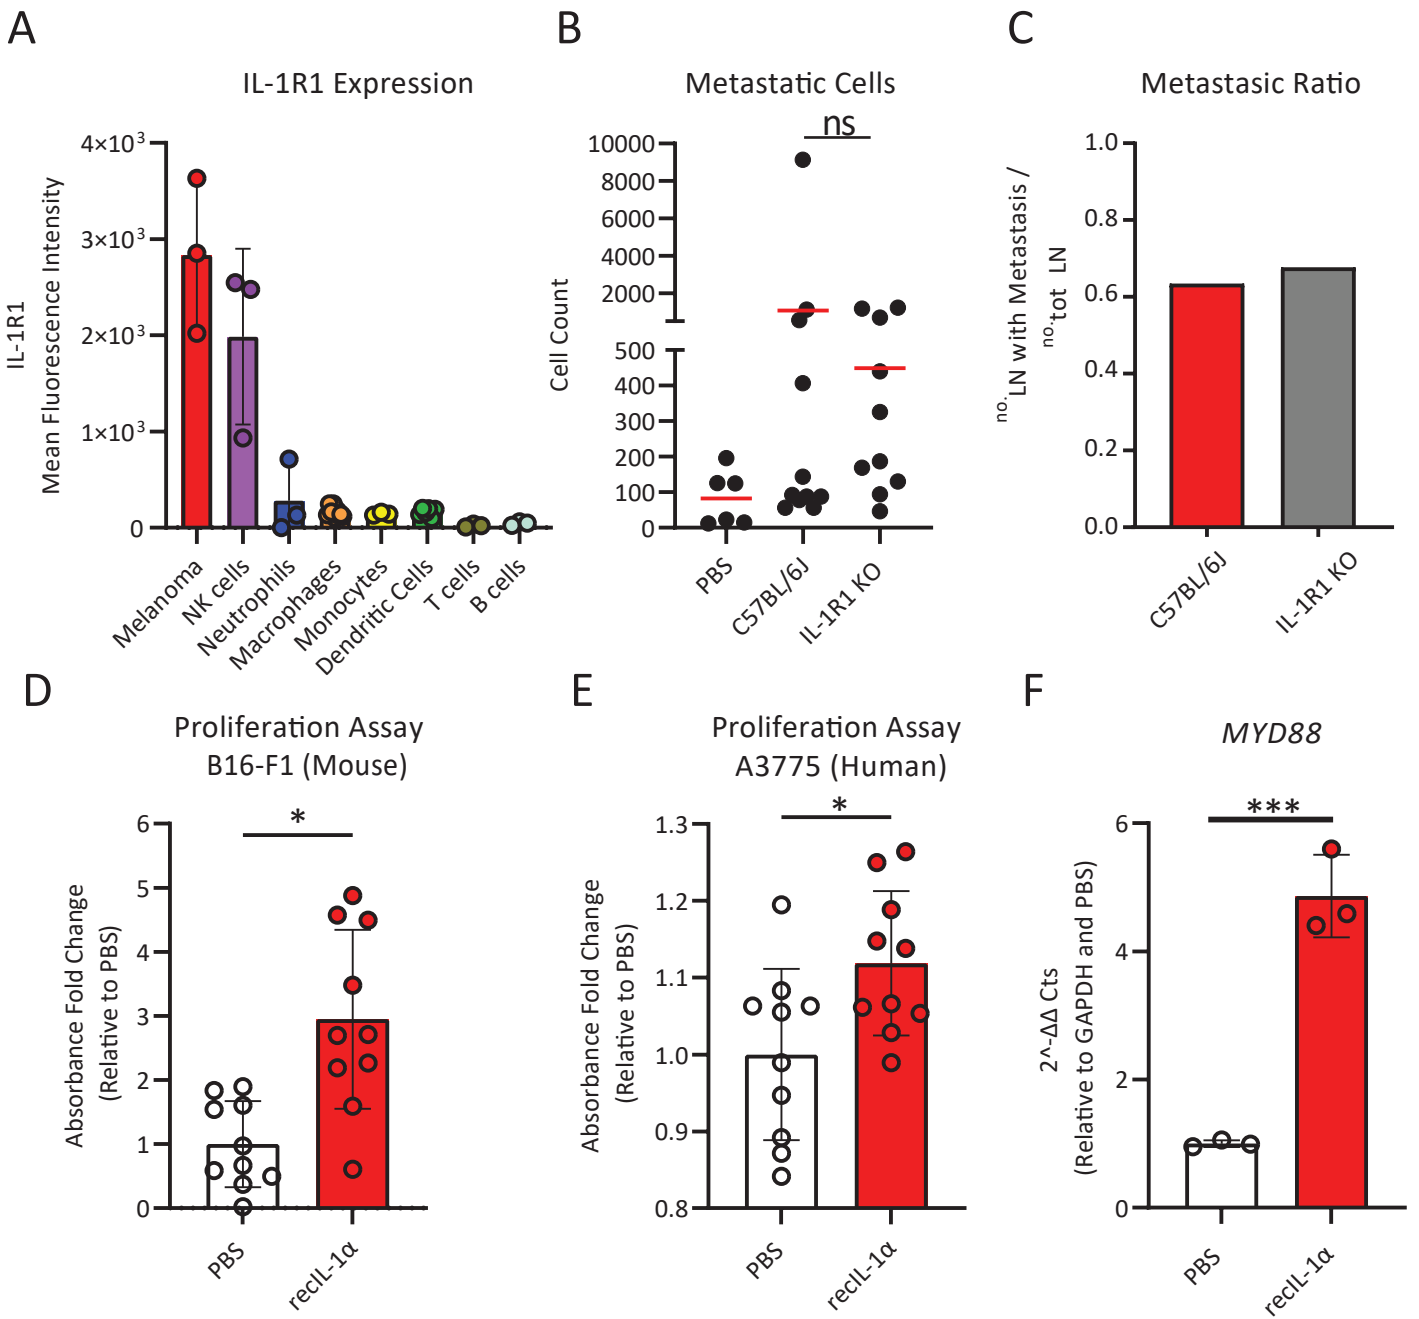 A
IL-1R1 Expression
IL-1R1
Mean Fluorescence Intensity
4×10³
3×10³
2×10³
1×10³
0
Melanoma
NK cells
Neutrophils
Macrophages
Monocytes
Dendritic Cells
T cells
B cells
B
Metastatic Cells
ns
Cell Count
10000
8000
6000
4000
2000
500
400
300
200
100
0
PBS
C57BL/6J
IL-1R1 KO
C
Metastasic Ratio
no.LN with Metastasis /
no.tot LN
1.0
0.8
0.6
0.4
0.2
0.0
C57BL/6J
IL-1R1 KO
D
Proliferation Assay
B16-F1 (Mouse)
*
Absorbance Fold Change
(Relative to PBS)
6
5
4
3
2
1
0
PBS
recIL-1α
E
Proliferation Assay
A3775 (Human)
*
Absorbance Fold Change
(Relative to PBS)
1.3
1.2
1.1
1.0
0.9
0.8
PBS
recIL-1α
F
MYD88
***
2^-ΔΔ Cts
(Relative to GAPDH and PBS)
6
4
2
0
PBS
recIL-1α